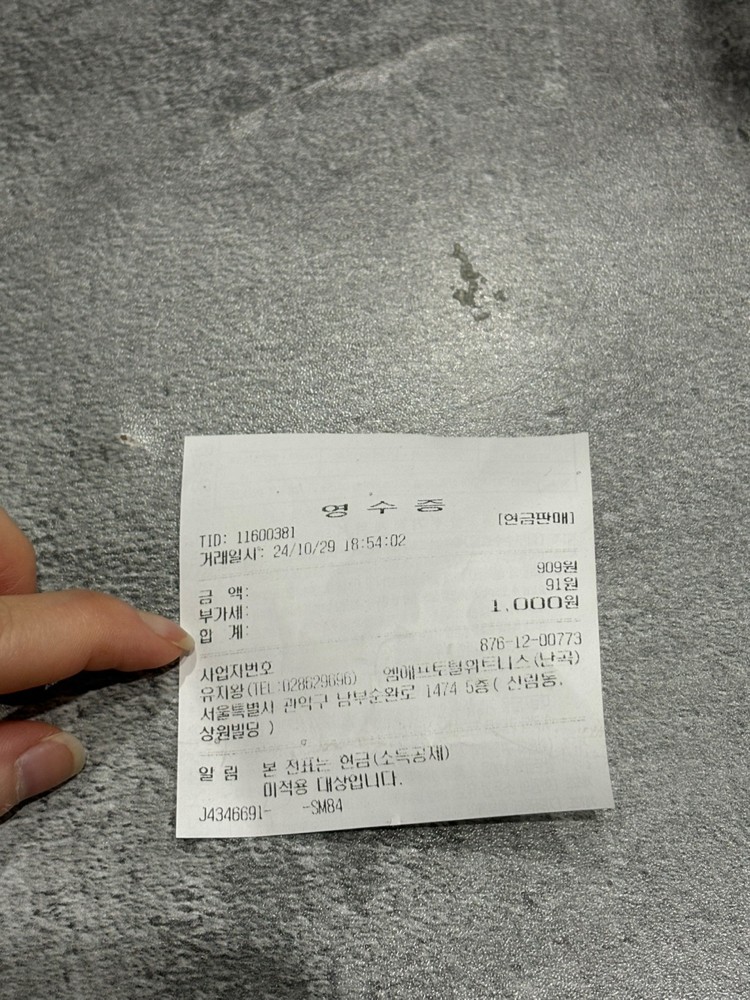 영 수 증
[현금판매]
TID: 11600381
거래일시: 24/10/29 18:54:02
금 액: 909원
부가세: 91원
합 계: 1,000원
사업자번호 876-12-00773
유지왕(TEL:028629696) 엠에프토탈휘트니스(난곡)
서울특별시 관악구 남부순환로 1474 5층( 신림동,
상원빌딩 )
알 림 본 전표는 현금(소득공제)
미적용 대상입니다.
J4346691- -SM84